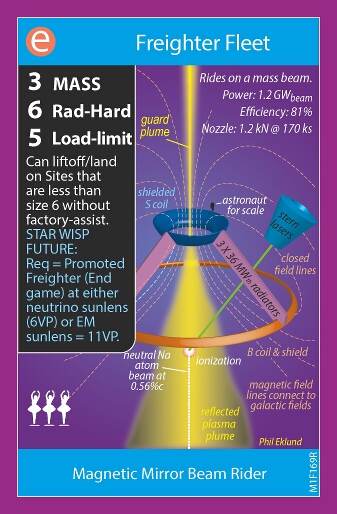 e
Freighter Fleet
3 MASS
6 Rad-Hard
5 Load-limit
Can liftoff/land
on Sites that
are less than
size 6 without
factory-assist.
STAR WISP
FUTURE:
Req = Promoted
Freighter (End
game) at either
neutrino sunlens
(6VP) or EM
sunlens = 11VP.
Rides on a mass beam.
Power: 1.2 GWbeam
Efficiency: 81%
Nozzle: 1.2 kN @ 170 ks
guard
plume
shielded
S coil
astronaut
for scale
stern
lasers
closed
field lines
3 X 36 MWe radiators
neutral Na
atom
beam at
0.56%c
ionization
B coil & shield
magnetic field
lines connect to
galactic fields
reflected
plasma
plume
Phil Eklund
Magnetic Mirror Beam Rider
M1F169R